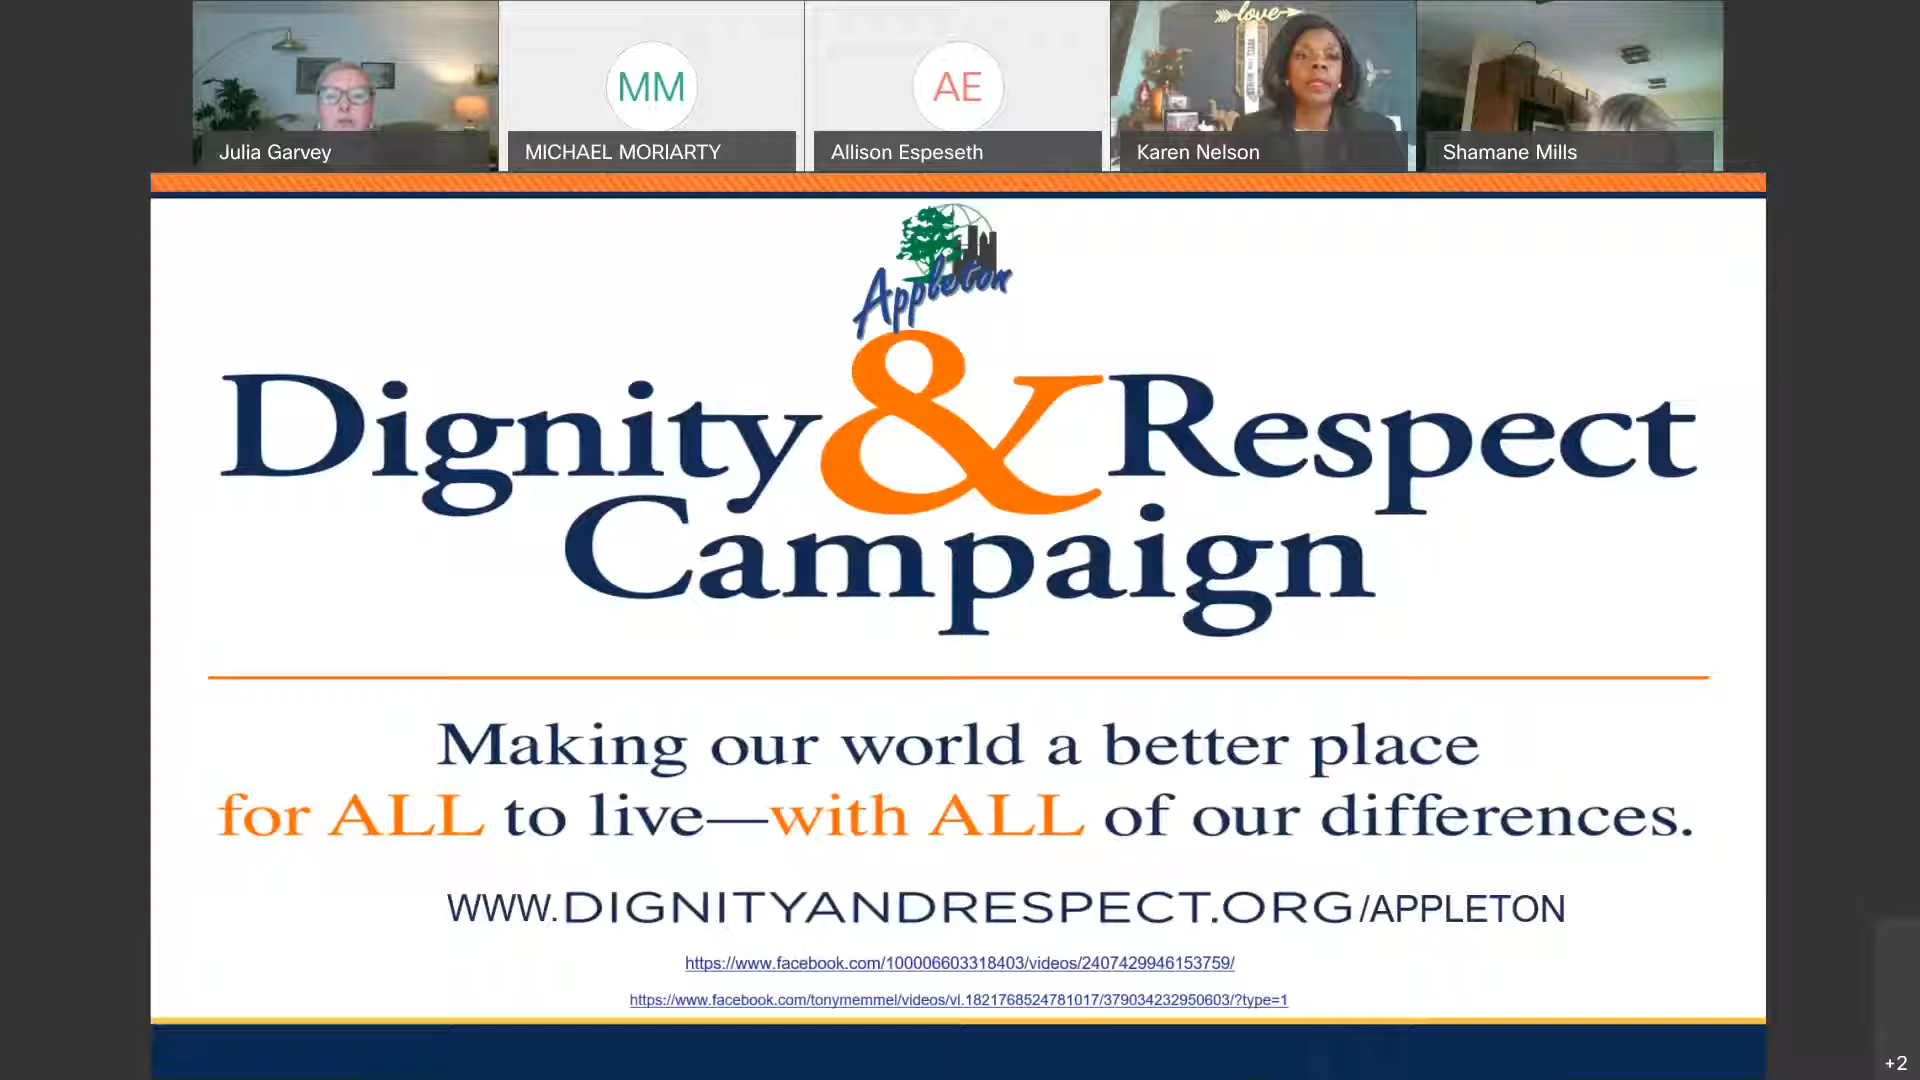 love
MM
AE
Julia Garvey
MICHAEL MORIARTY
Allison Espeseth
Karen Nelson
Shamane Mills
Appleton
Dignity & Respect
Campaign
Making our world a better place
for ALL to live—with ALL of our differences.
WWW.DIGNITYANDRESPECT.ORG/APPLETON
https://www.facebook.com/100006603318403/videos/2407429946153759/
https://www.facebook.com/tonymemmel/videos/vl.1821768524781017/379034232950603/?type=1
+2